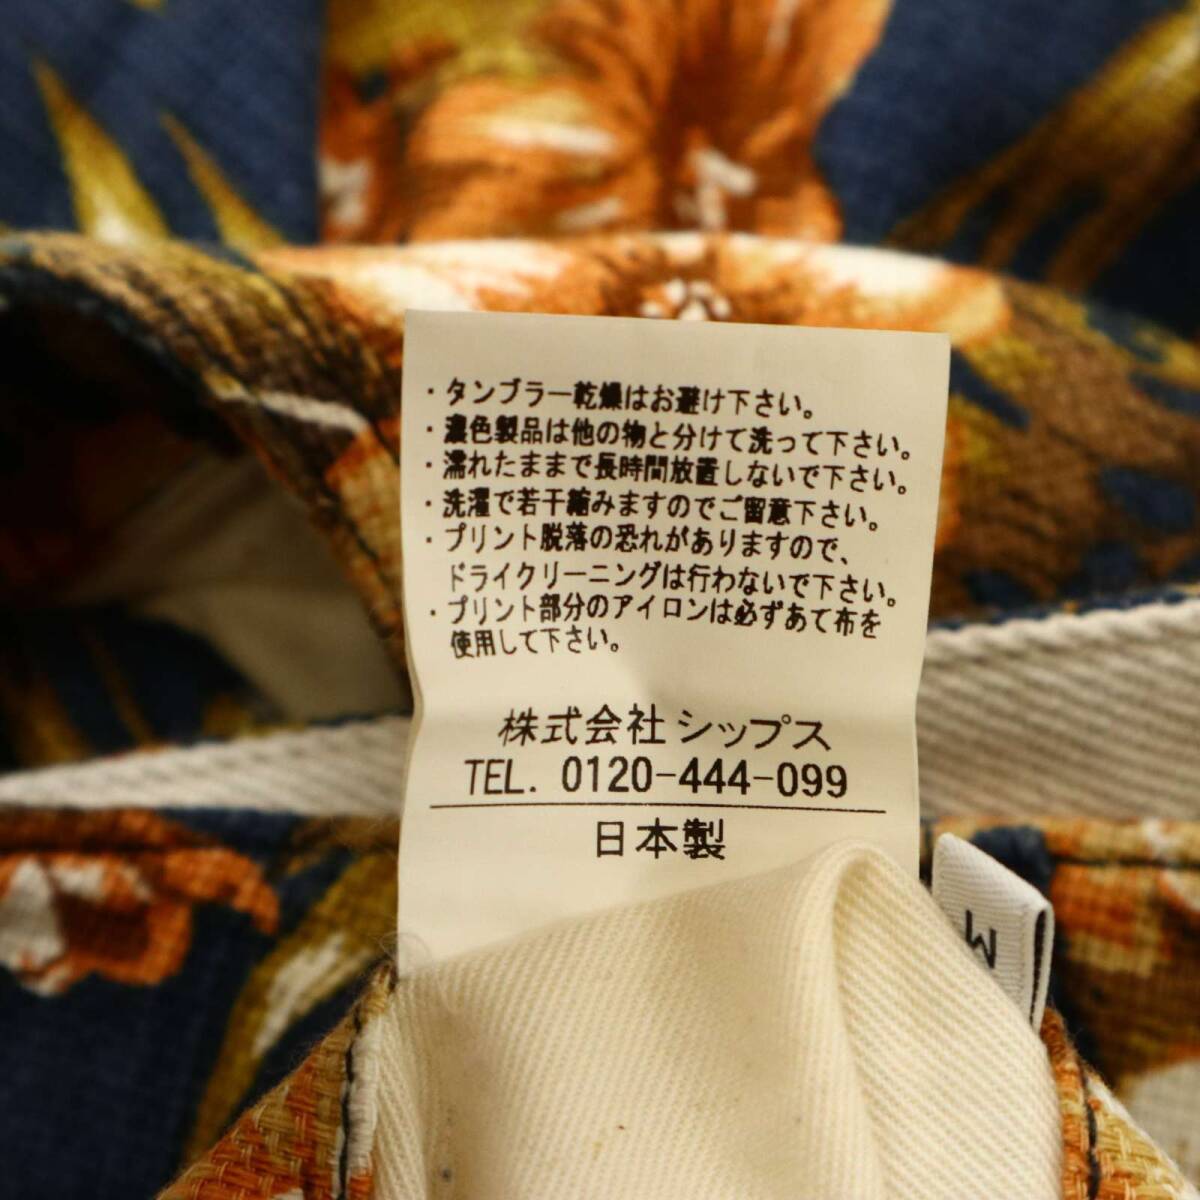 ・タンブラー乾燥はお避け下さい。
・濃色製品は他の物と分けて洗って下さい。
・濡れたままで長時間放置しないで下さい。
・洗濯で若干縮みますのでご留意下さい。
・プリント脱落の恐れがありますので、
ドライクリーニングは行わないで下さい。
・プリント部分のアイロンは必ずあて布を
使用して下さい。
株式会社シップス
TEL. 0120-444-099
日本製
M